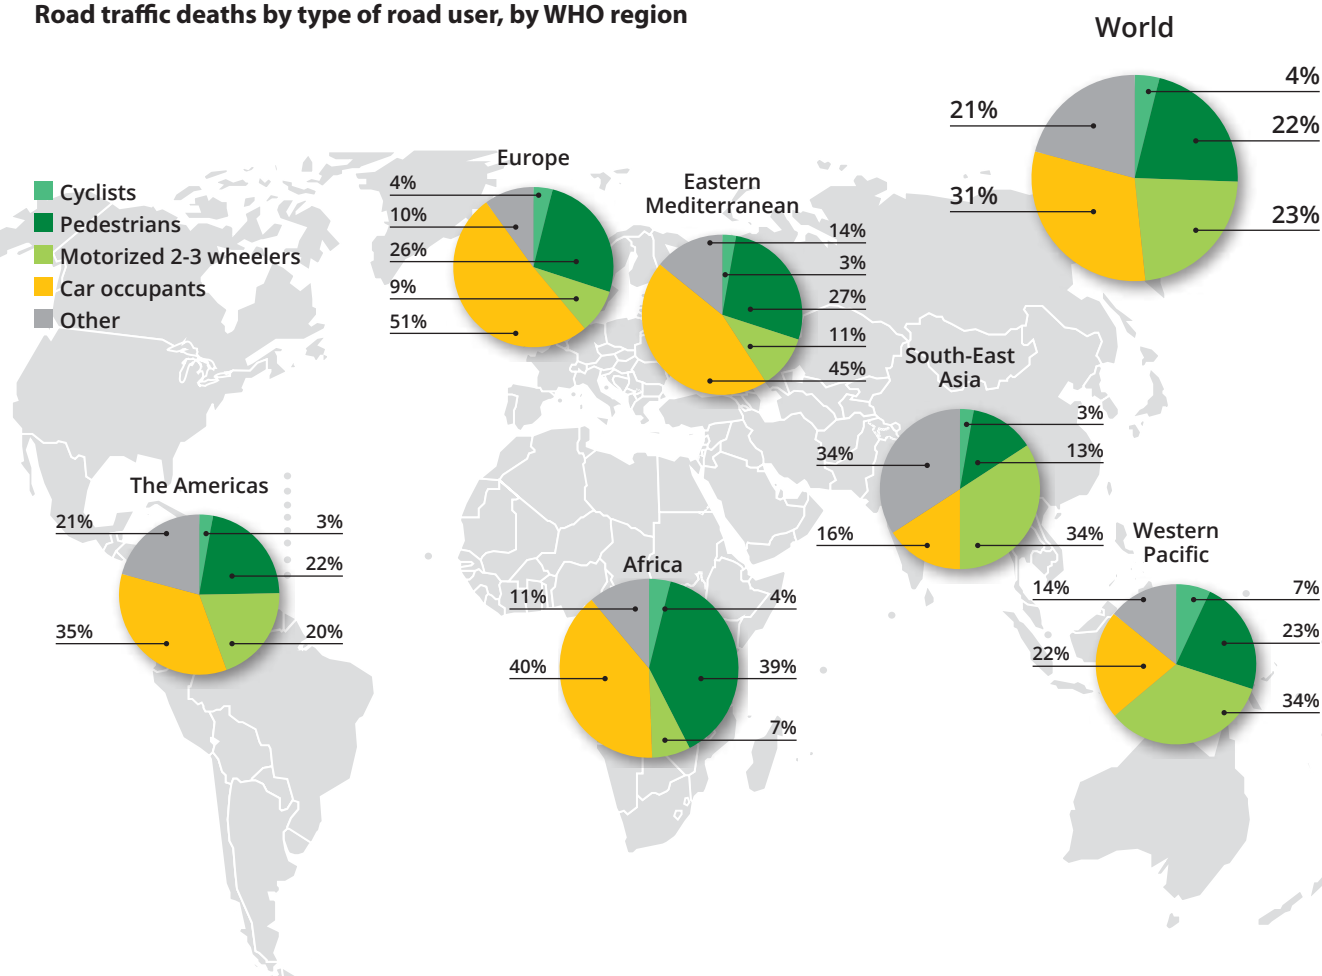 Road traffic deaths by type of road user, by WHO region
World
4%
21%
22%
31%
23%
Cyclists
Pedestrians
Motorized 2-3 wheelers
Car occupants
Other
Europe
4%
10%
26%
9%
51%
Eastern
Mediterranean
14%
3%
27%
11%
45%
South-East
Asia
3%
34%
13%
16%
34%
The Americas
21%
3%
22%
35%
20%
Africa
11%
4%
40%
39%
7%
Western
Pacific
14%
7%
23%
22%
34%